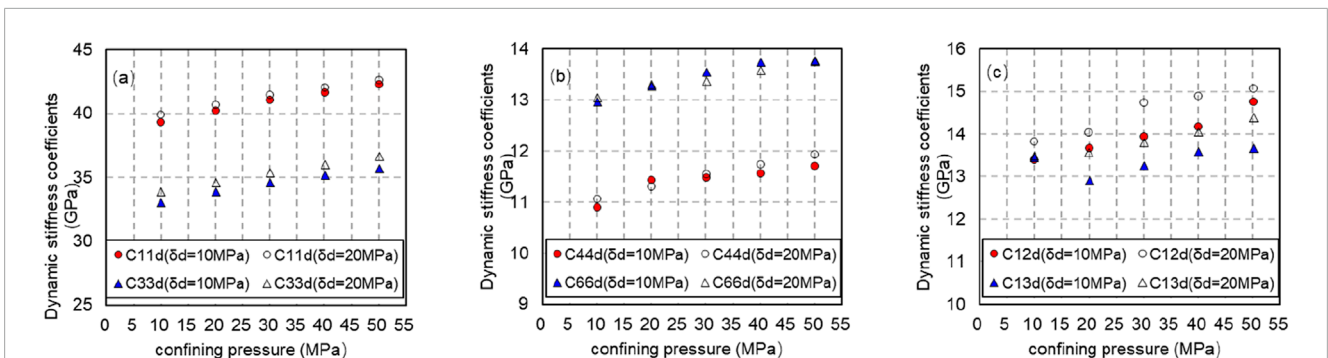 (a)
Dynamic stiffness coefficients
(GPa)
45
40
35
30
25
C11d(δd=10MPa) C11d(δd=20MPa)
C33d(δd=10MPa) C33d(δd=20MPa)
0 5 10 15 20 25 30 35 40 45 50 55
confining pressure (MPa)
(b)
Dynamic stiffness coefficients
(GPa)
14
13
12
11
10
9
C44d(δd=10MPa) C44d(δd=20MPa)
C66d(δd=10MPa) C66d(δd=20MPa)
0 5 10 15 20 25 30 35 40 45 50 55
confining pressure (MPa)
(c)
Dynamic stiffness coefficients
(GPa)
16
15
14
13
12
11
10
C12d(δd=10MPa) C12d(δd=20MPa)
C13d(δd=10MPa) C13d(δd=20MPa)
0 5 10 15 20 25 30 35 40 45 50 55
confining pressure (MPa)